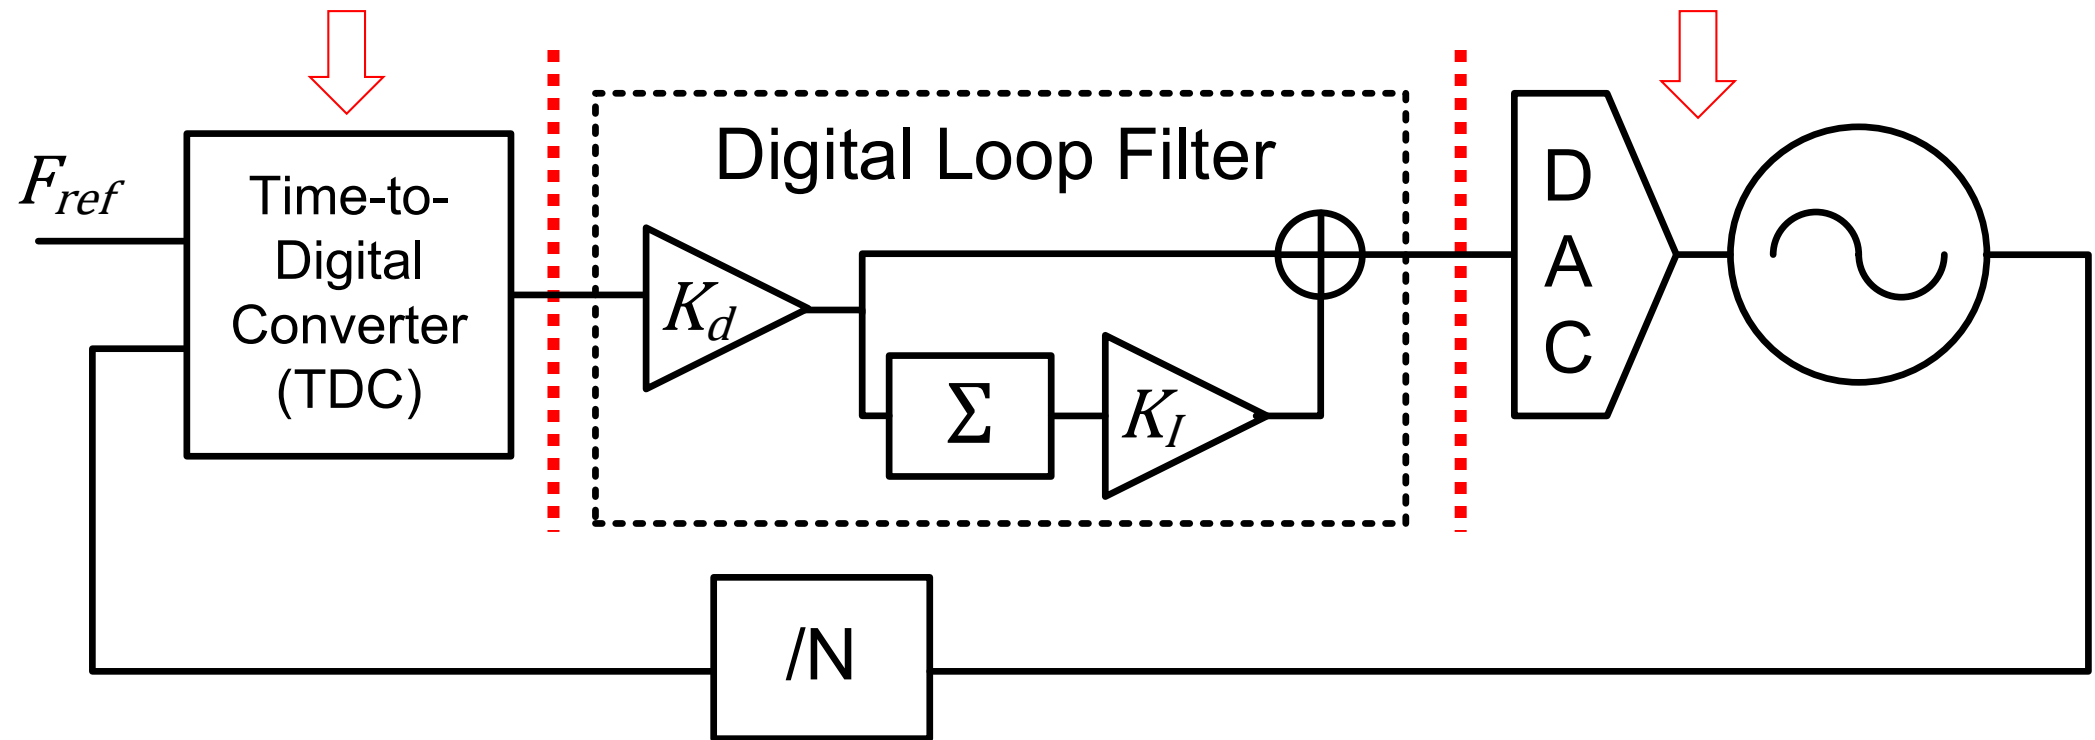 Digital Loop Filter
F_ref
Time-to-
Digital
Converter
(TDC)
K_d
Σ
K_I
D
A
C
/N